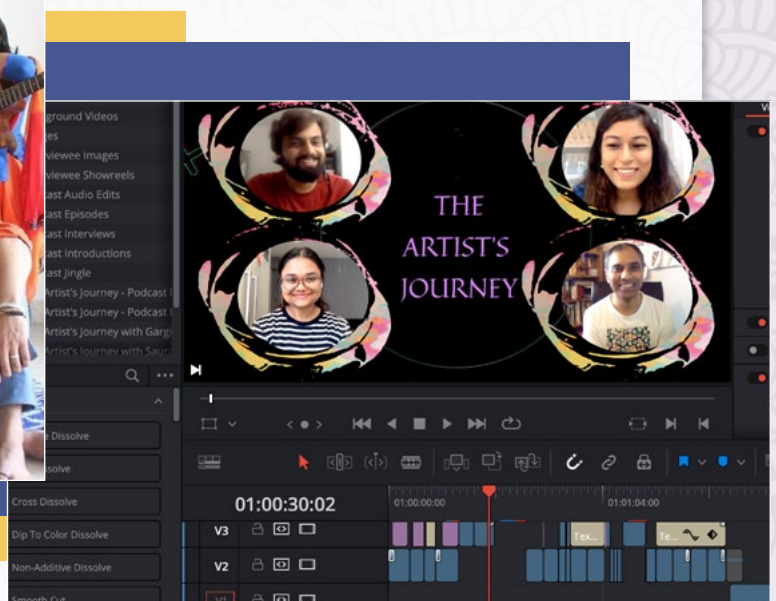 ground Videos
viewee Images
viewee Showreels
cast Audio Edits
cast Episodes
cast Interviews
cast Introductions
cast Jingle
Artist's Journey - Podcast
Artist's Journey - Podcast
Artist's Journey with Garg
Artist's Journey with Saur
THE
ARTIST'S
JOURNEY
Dissolve
Cross Dissolve
Dip To Color Dissolve
Non-Additive Dissolve
Smooth Cut
01:00:30:02
01:00:00:00
01:01:04:00
V3
Tex...
Te...
V2
V1